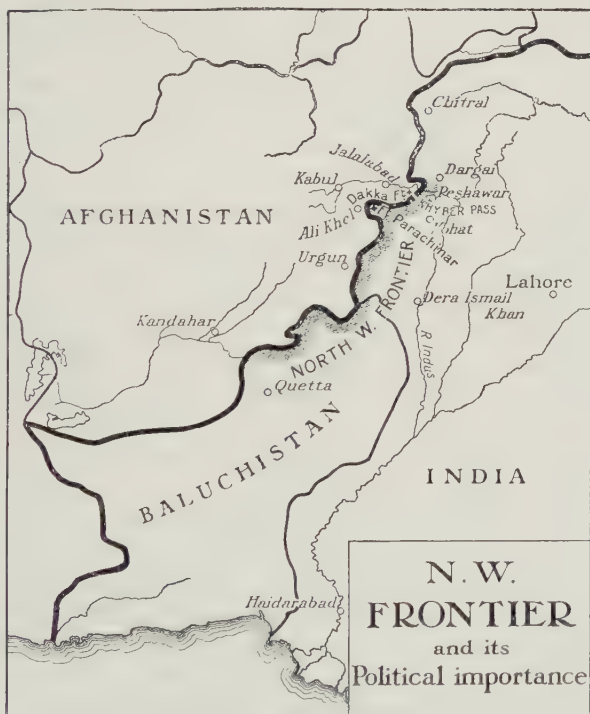 Chitral
Dargai
Jalalabad
Kabul
Dakka Ft.
Peshawar
KHYBER PASS
AFGHANISTAN
Ali Khel
Ft. Parachinar
Kohat
Urgun
NORTH W. FRONTIER
Lahore
Dera Ismail
Khan
Kandahar
R. Indus
Quetta
BALUCHISTAN
INDIA
Haidarabad
N.W.
FRONTIER
and its
Political importance